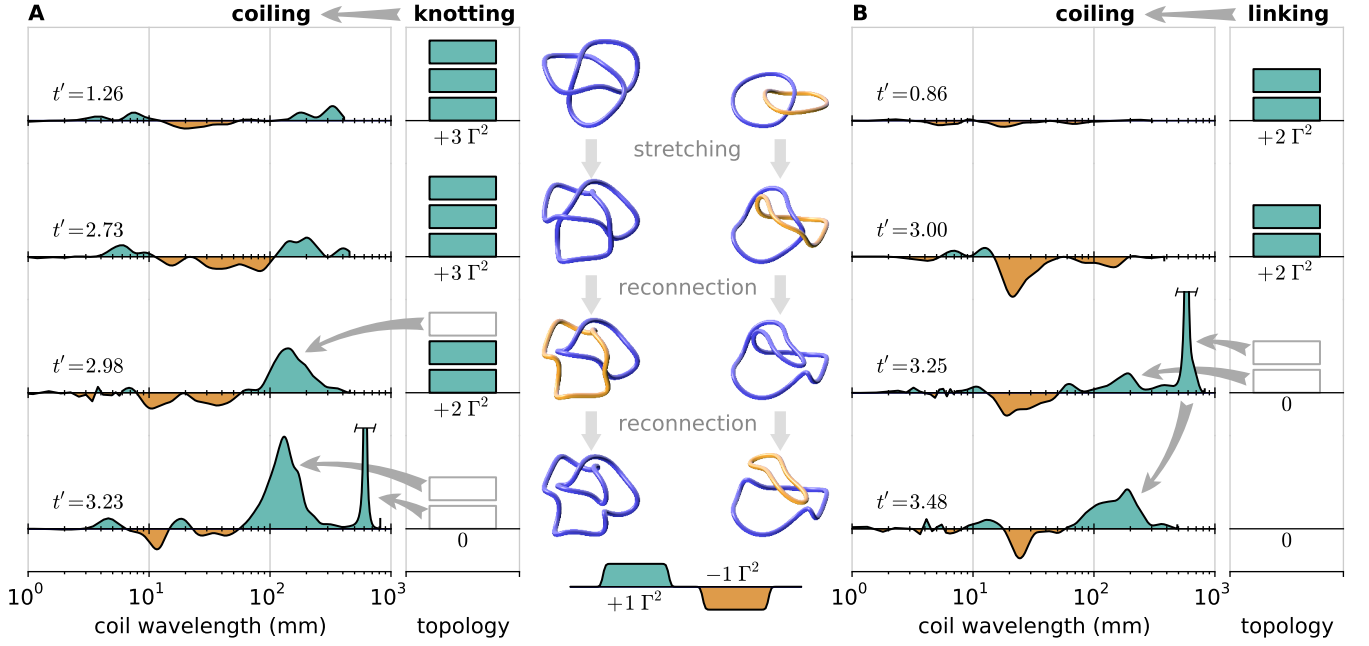 A
coiling
knotting
t′=1.26
+3 Γ²
t′=2.73
+3 Γ²
t′=2.98
+2 Γ²
t′=3.23
0
10⁰ 10¹ 10² 10³
coil wavelength (mm)
topology
stretching
reconnection
reconnection
+1 Γ²
−1 Γ²
B
coiling
linking
t′=0.86
+2 Γ²
t′=3.00
+2 Γ²
t′=3.25
0
t′=3.48
0
10⁰ 10¹ 10² 10³
coil wavelength (mm)
topology